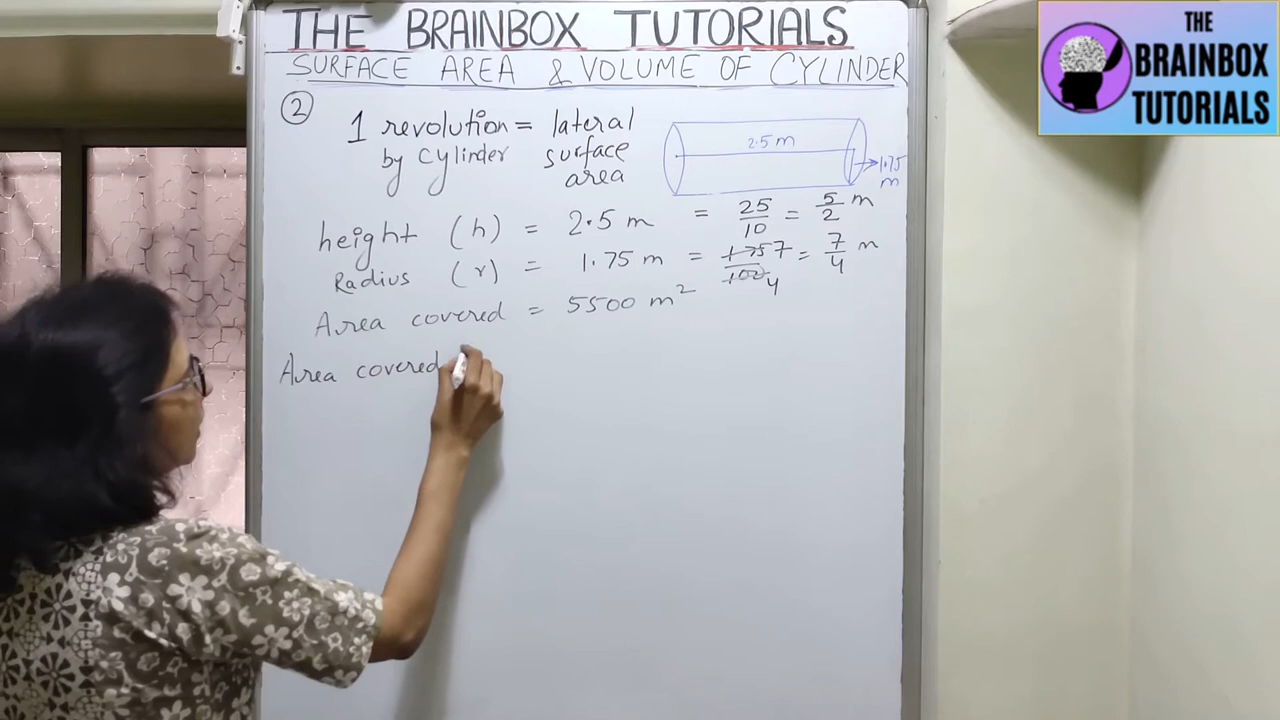 THE BRAINBOX TUTORIALS
SURFACE AREA & VOLUME OF CYLINDER
②
1 revolution = lateral
by cylinder surface
area
2.5 m
1.75
m
height (h) = 2.5 m = 25/10 = 5/2 m
Radius (r) = 1.75 m = 175 7/100 4 = 7/4 m
Area covered = 5500 m²
Area covered
THE
BRAINBOX
TUTORIALS